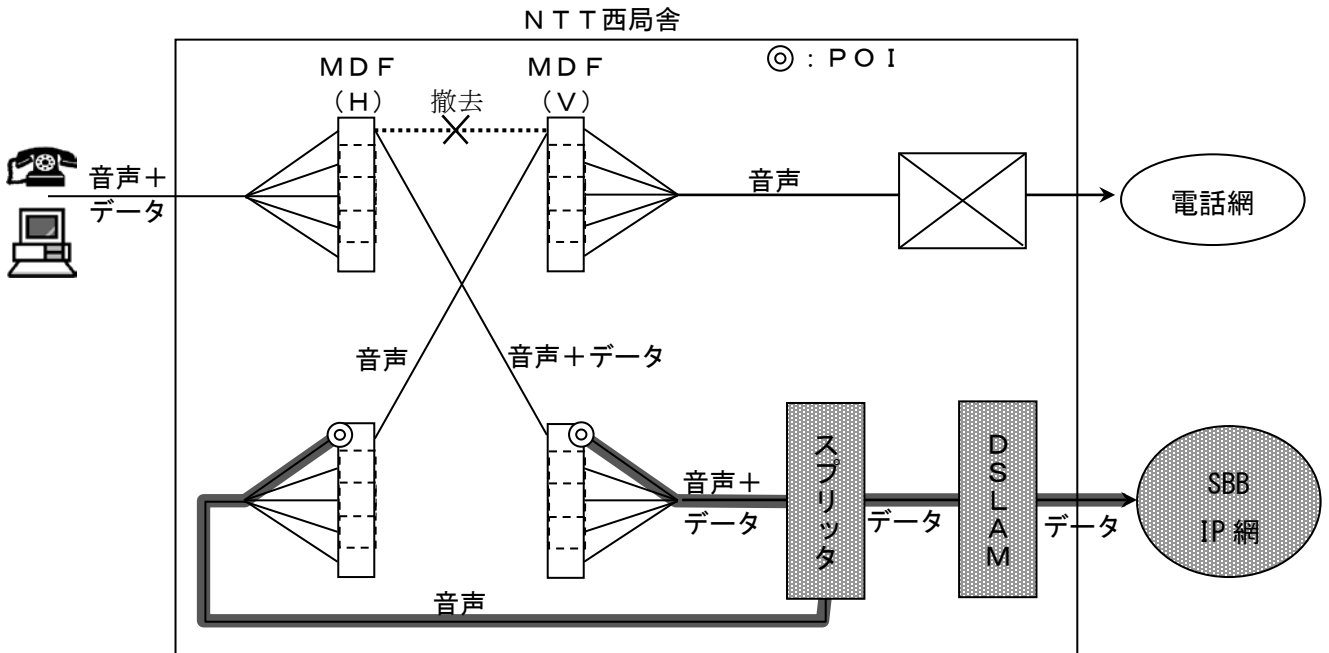 ＮＴＴ西局舎
◎：ＰＯＩ
ＭＤＦ
（Ｈ）
撤去
ＭＤＦ
（Ｖ）
音声＋
データ
音声
電話網
音声
音声＋データ
音声＋
データ
スプリッタ
データ
ＤＳＬＡＭ
データ
SBB
IP 網
音声